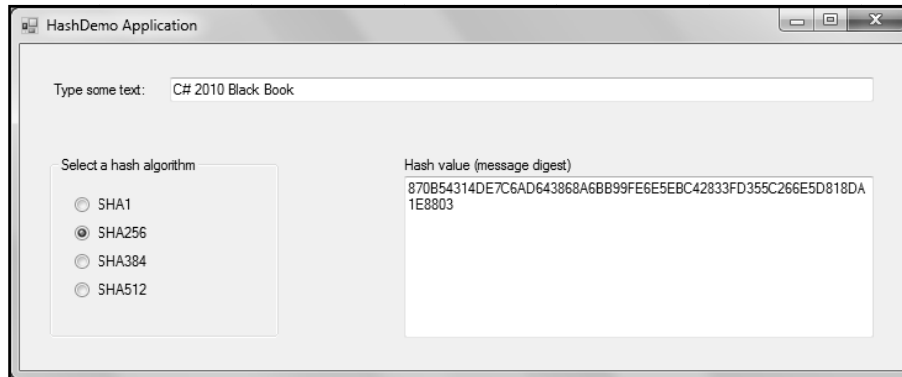 HashDemo Application
Type some text: C# 2010 Black Book
Select a hash algorithm
SHA1
SHA256
SHA384
SHA512
Hash value (message digest)
870B54314DE7C6AD643868A6BB99FE6E5EBC42833FD355C266E5D818DA
1E8803